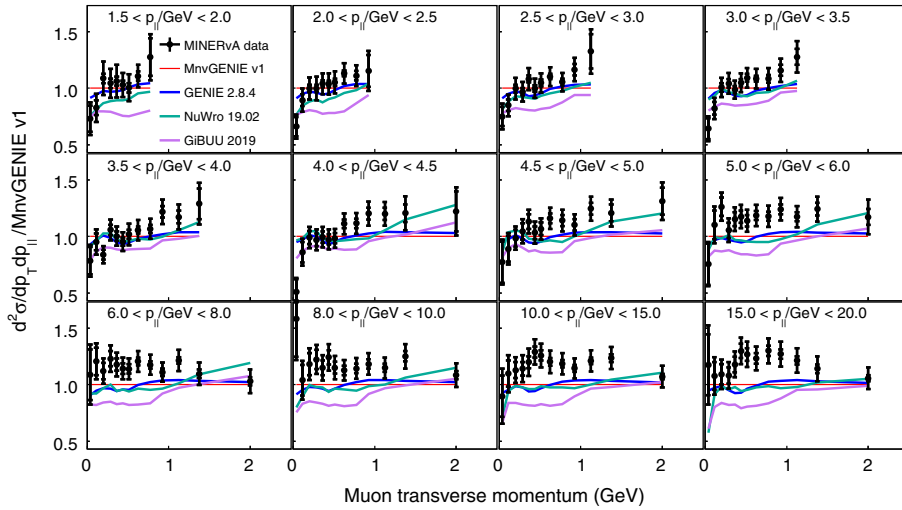 1.5 < p||/GeV < 2.0
2.0 < p||/GeV < 2.5
2.5 < p||/GeV < 3.0
3.0 < p||/GeV < 3.5
1.5
1.0
0.5
MINERvA data
MnvGENIE v1
GENIE 2.8.4
NuWro 19.02
GiBUU 2019
3.5 < p||/GeV < 4.0
4.0 < p||/GeV < 4.5
4.5 < p||/GeV < 5.0
5.0 < p||/GeV < 6.0
1.5
1.0
0.5
6.0 < p||/GeV < 8.0
8.0 < p||/GeV < 10.0
10.0 < p||/GeV < 15.0
15.0 < p||/GeV < 20.0
1.5
1.0
0.5
0 1 2 0 1 2 0 1 2 0 1 2
Muon transverse momentum (GeV)
d²σ/dp_T dp|| /MnvGENIE v1